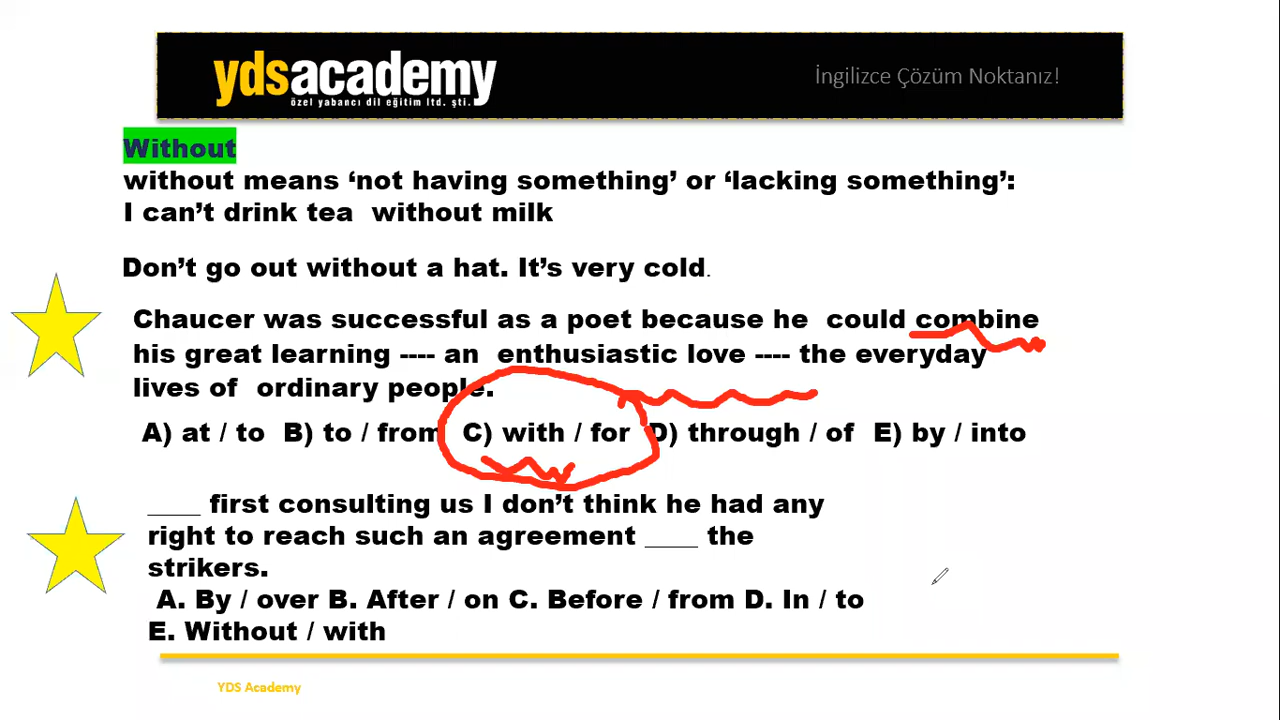 ydsacademy
özel yabancı dil eğitim ltd. şti.
İngilizce Çözüm Noktanız!
Without
without means ‘not having something’ or ‘lacking something’:
I can’t drink tea without milk
Don’t go out without a hat. It’s very cold.
Chaucer was successful as a poet because he could combine
his great learning ---- an enthusiastic love ---- the everyday
lives of ordinary people.
A) at / to B) to / from C) with / for D) through / of E) by / into
____ first consulting us I don’t think he had any
right to reach such an agreement ____ the
strikers.
A. By / over B. After / on C. Before / from D. In / to
E. Without / with
YDS Academy